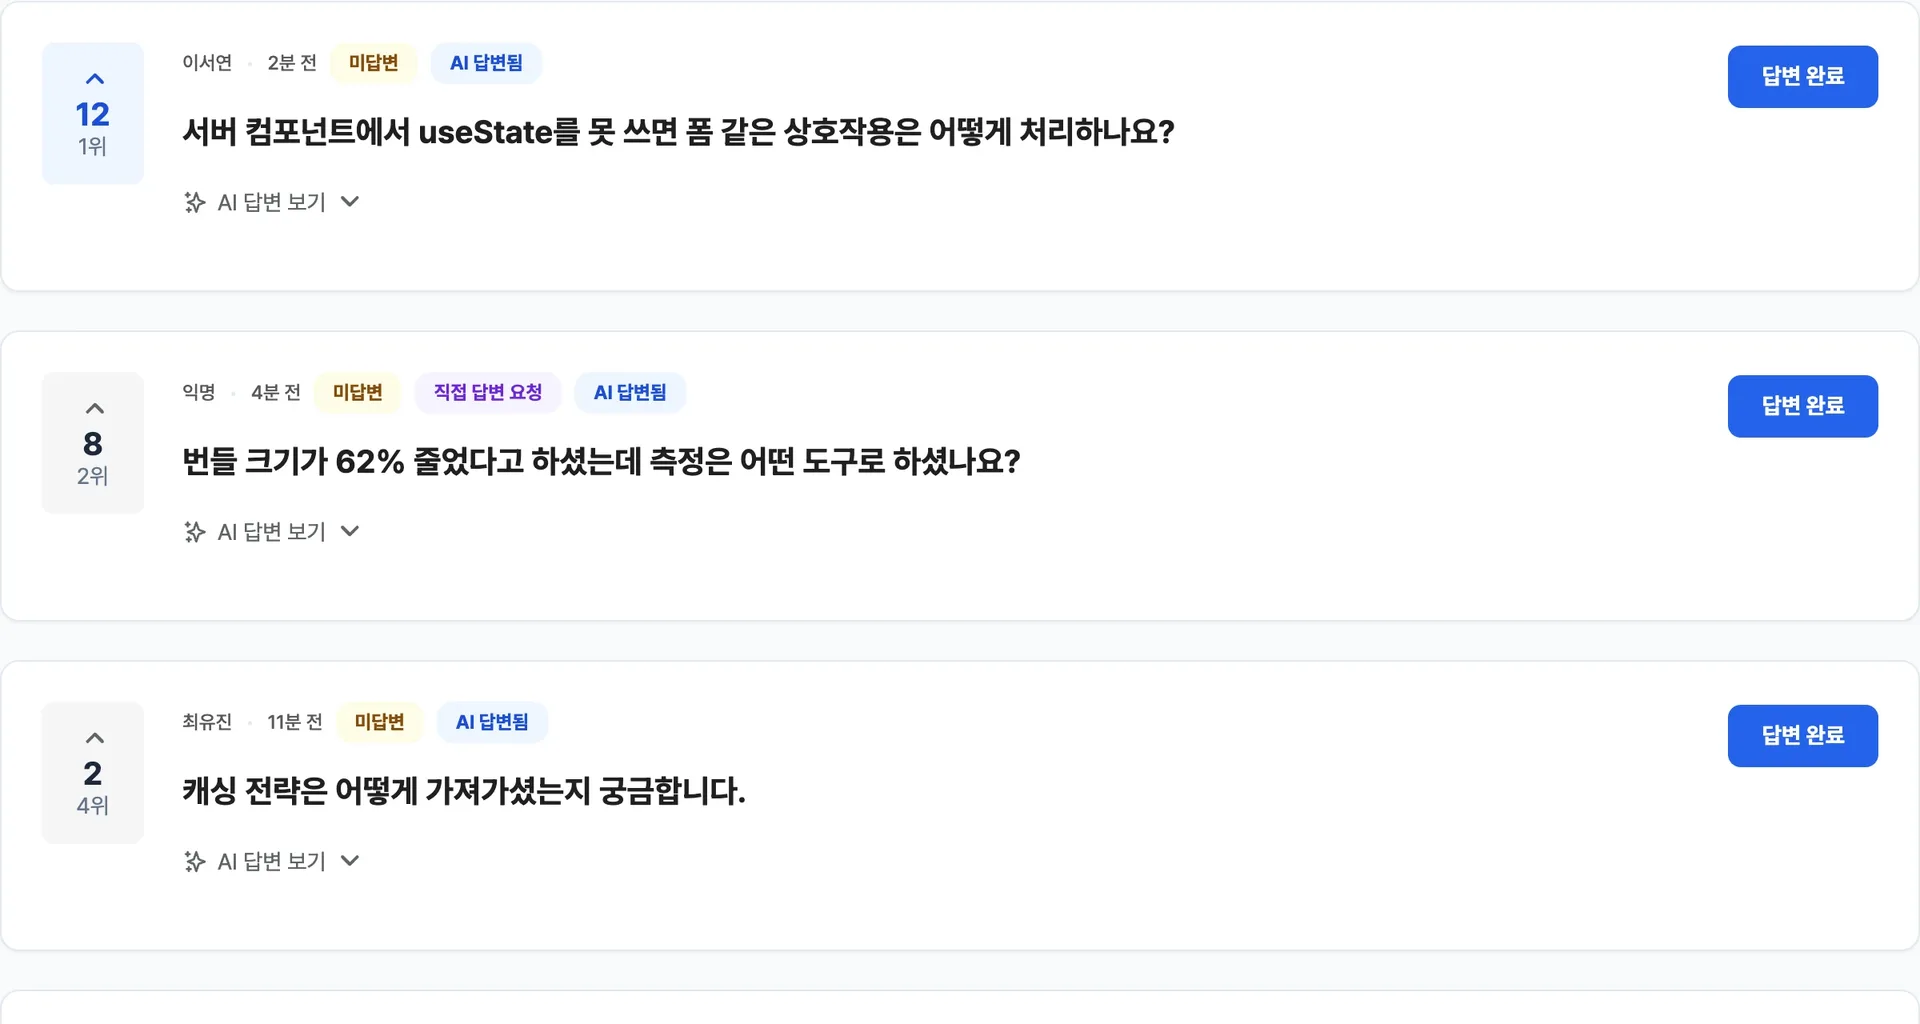 이서연 · 2분 전 미답변 AI 답변됨
답변 완료
12
1위
서버 컴포넌트에서 useState를 못 쓰면 폼 같은 상호작용은 어떻게 처리하나요?
AI 답변 보기
익명 · 4분 전 미답변 직접 답변 요청 AI 답변됨
답변 완료
8
2위
번들 크기가 62% 줄었다고 하셨는데 측정은 어떤 도구로 하셨나요?
AI 답변 보기
최유진 · 11분 전 미답변 AI 답변됨
답변 완료
2
4위
캐싱 전략은 어떻게 가져가셨는지 궁금합니다.
AI 답변 보기